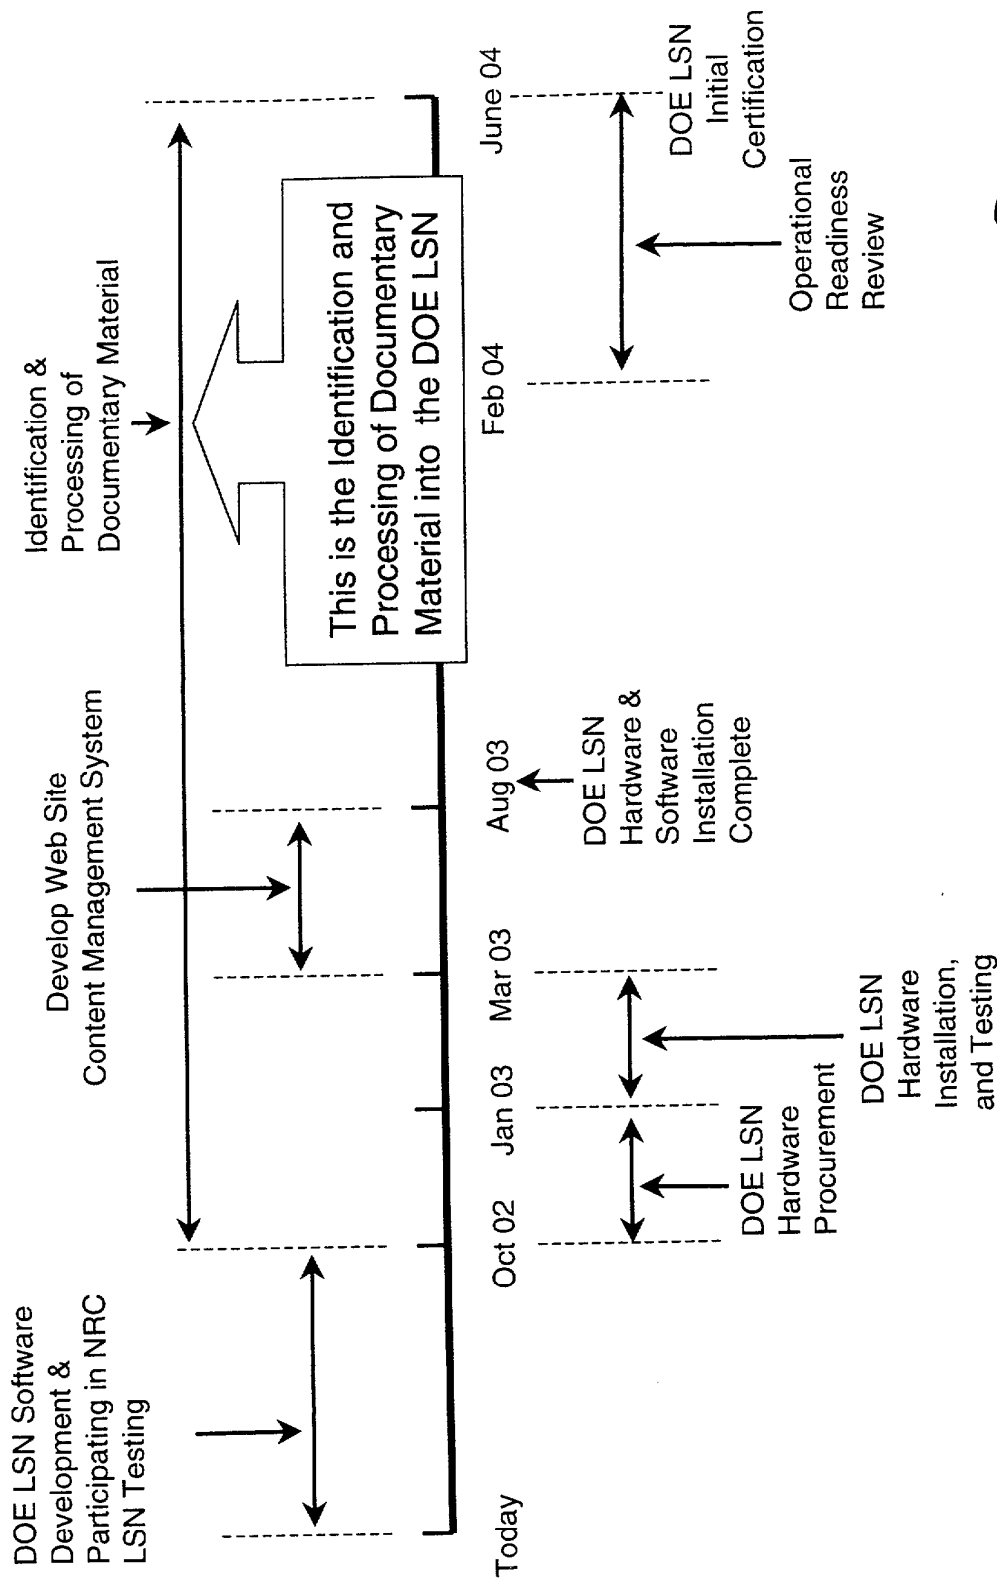 DOE LSN Software
Development &
Participating in NRC
LSN Testing
Develop Web Site
Content Management System
Identification &
Processing of
Documentary Material
This is the Identification and
Processing of Documentary
Material into the DOE LSN
Today
Oct 02
Jan 03
Mar 03
Aug 03
Feb 04
June 04
DOE LSN
Hardware
Procurement
DOE LSN
Hardware
Installation,
and Testing
DOE LSN
Hardware &
Software
Installation
Complete
Operational
Readiness
Review
DOE LSN
Initial
Certification